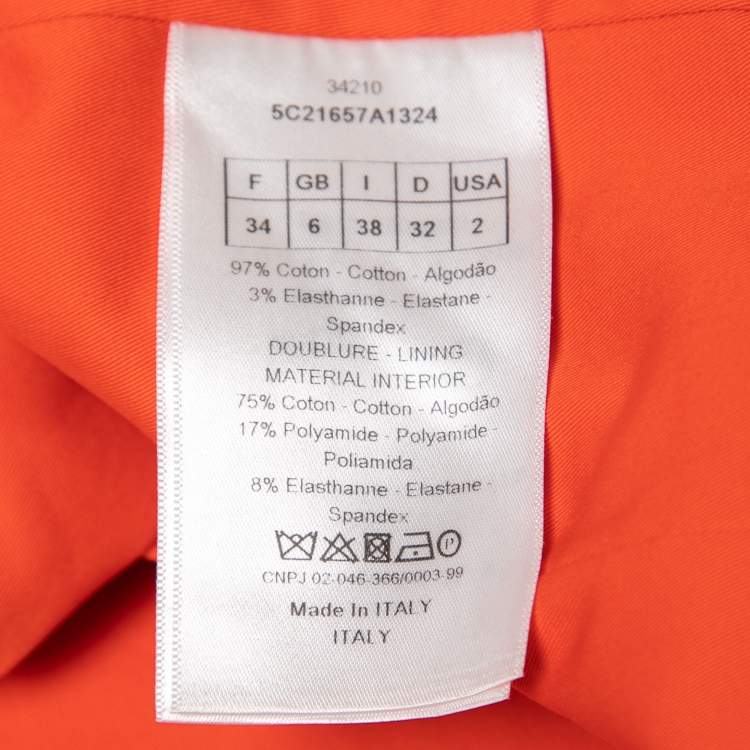 34210
5C21657A1324
F GB I D USA
34 6 38 32 2
97% Coton - Cotton - Algodão
3% Elasthanne - Elastane -
Spandex
DOUBLURE - LINING
MATERIAL INTERIOR
75% Coton - Cotton - Algodão
17% Polyamide - Polyamide -
Poliamida
8% Elasthanne - Elastane -
Spandex
P
CNPJ 02-046-366/0003-99
Made In ITALY
ITALY